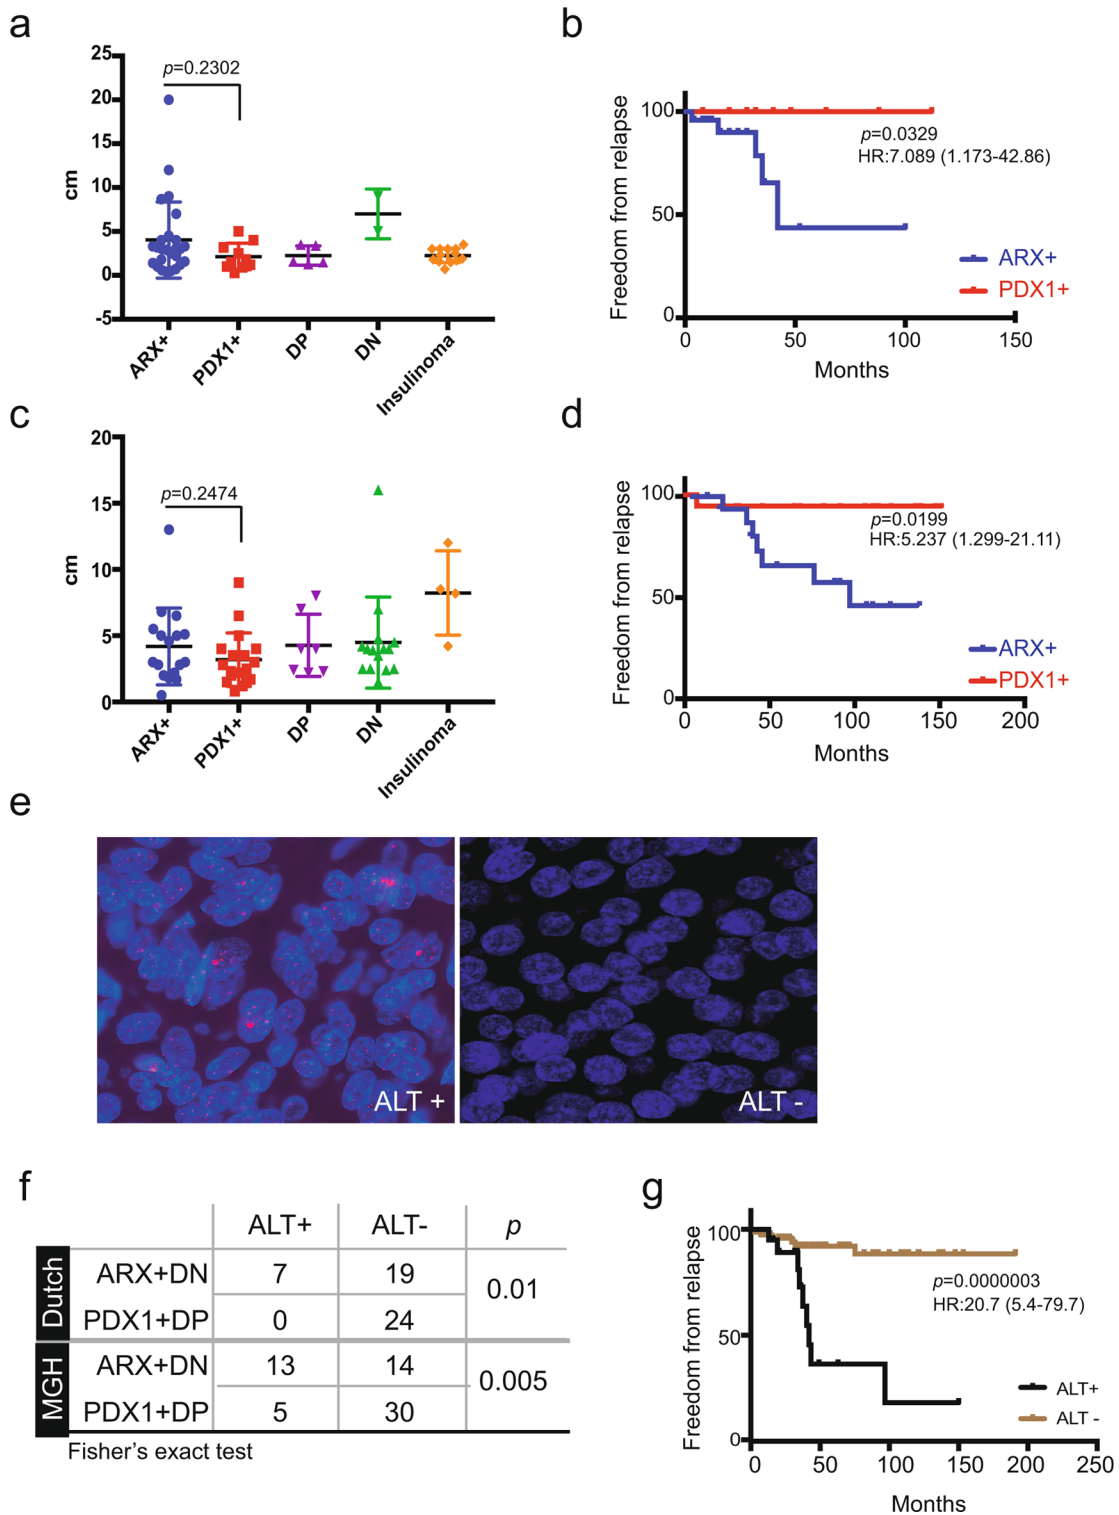 a
25
20
15
10
5
0
-5
cm
p=0.2302
ARX+
PDX1+
DP
DN
Insulinoma
b
Freedom from relapse
100
50
0
p=0.0329
HR:7.089 (1.173-42.86)
ARX+
PDX1+
0
50
100
150
Months
c
20
15
10
5
0
cm
p=0.2474
ARX+
PDX1+
DP
DN
Insulinoma
d
Freedom from relapse
100
50
0
p=0.0199
HR:5.237 (1.299-21.11)
ARX+
PDX1+
0
50
100
150
200
Months
e
ALT +
ALT -
f
ALT+ ALT- p
Dutch
ARX+DN 7 19
0.01
PDX1+DP 0 24
MGH
ARX+DN 13 14
0.005
PDX1+DP 5 30
Fisher's exact test
g
Freedom from relapse
100
50
0
p=0.0000003
HR:20.7 (5.4-79.7)
ALT+
ALT -
0
50
100
150
200
250
Months